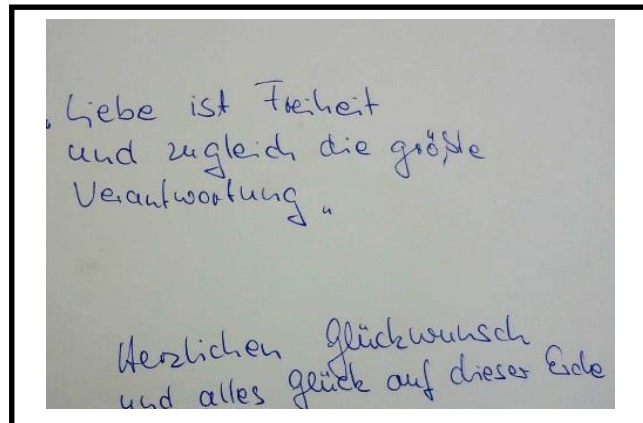 „Liebe ist Freiheit
und zugleich die größte
Verantwortung“
Herzlichen Glückwunsch
und alles Glück auf dieser Erde